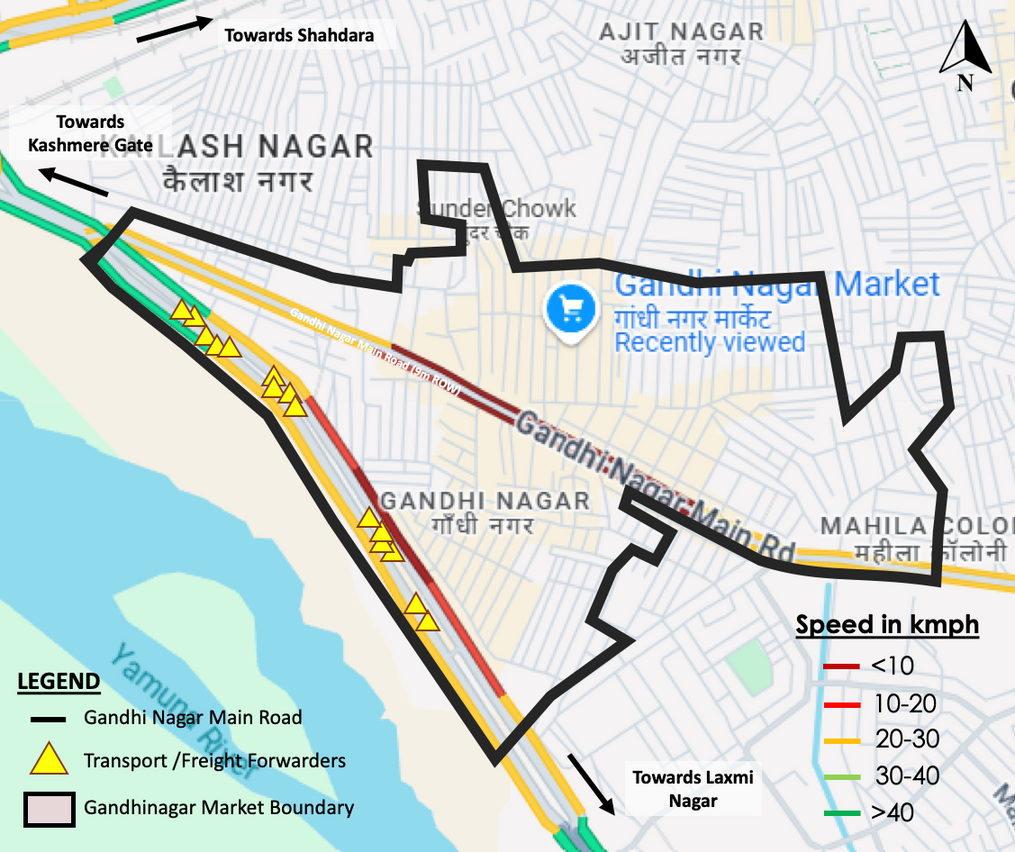 Towards Shahdara
AJIT NAGAR
अजीत नगर
N
Towards
Kashmere Gate
KAILASH NAGAR
कैलाश नगर
Sunder Chowk
सुंदर चौक
Gandhi Nagar Market
गांधी नगर मार्केट
Recently viewed
Gandhi Nagar Main Road (9m ROW)
Gandhi Nagar Main Rd
GANDHI NAGAR
गाँधी नगर
MAHILA COLO
महीला कॉलोनी
Yamuna River
LEGEND
Gandhi Nagar Main Road
Transport /Freight Forwarders
Gandhinagar Market Boundary
Towards Laxmi
Nagar
Speed in kmph
<10
10-20
20-30
30-40
>40